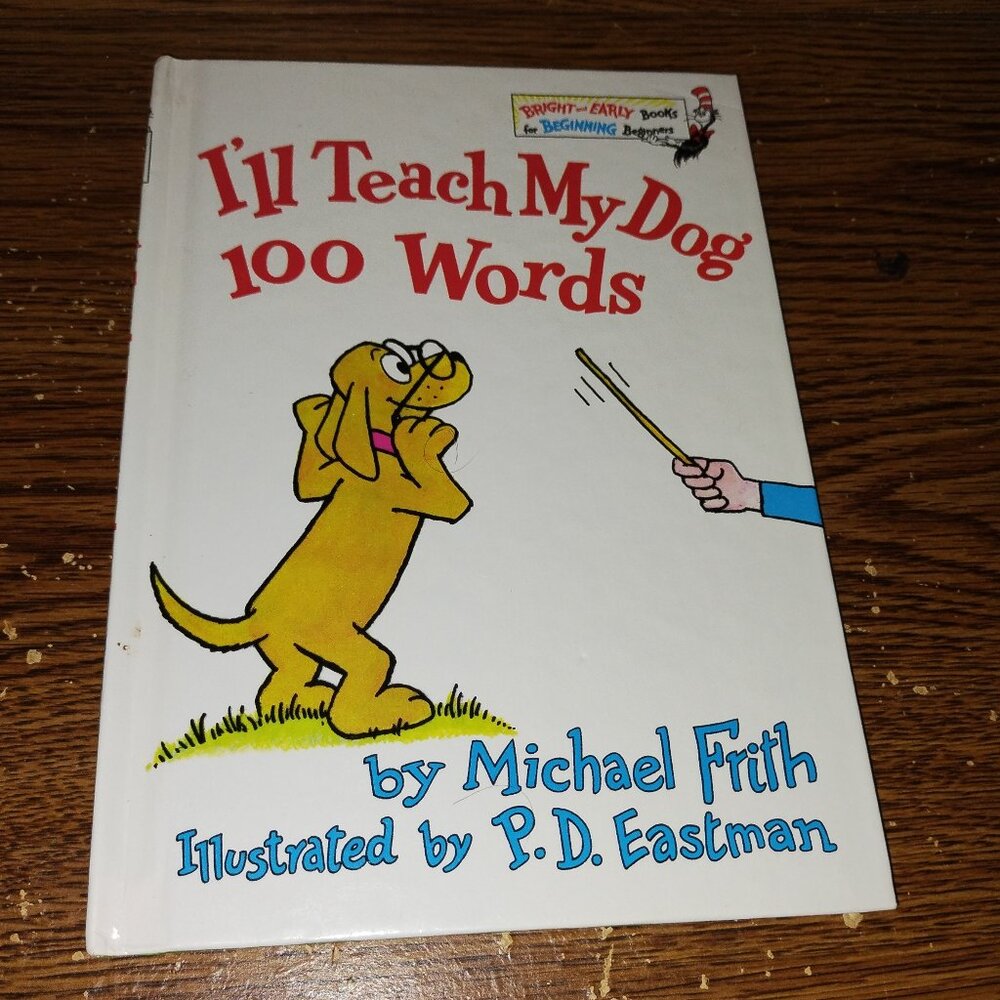 BRIGHT and EARLY Books
for BEGINNING Beginners
I'll Teach My Dog
100 Words
by Michael Frith
Illustrated by P.D. Eastman